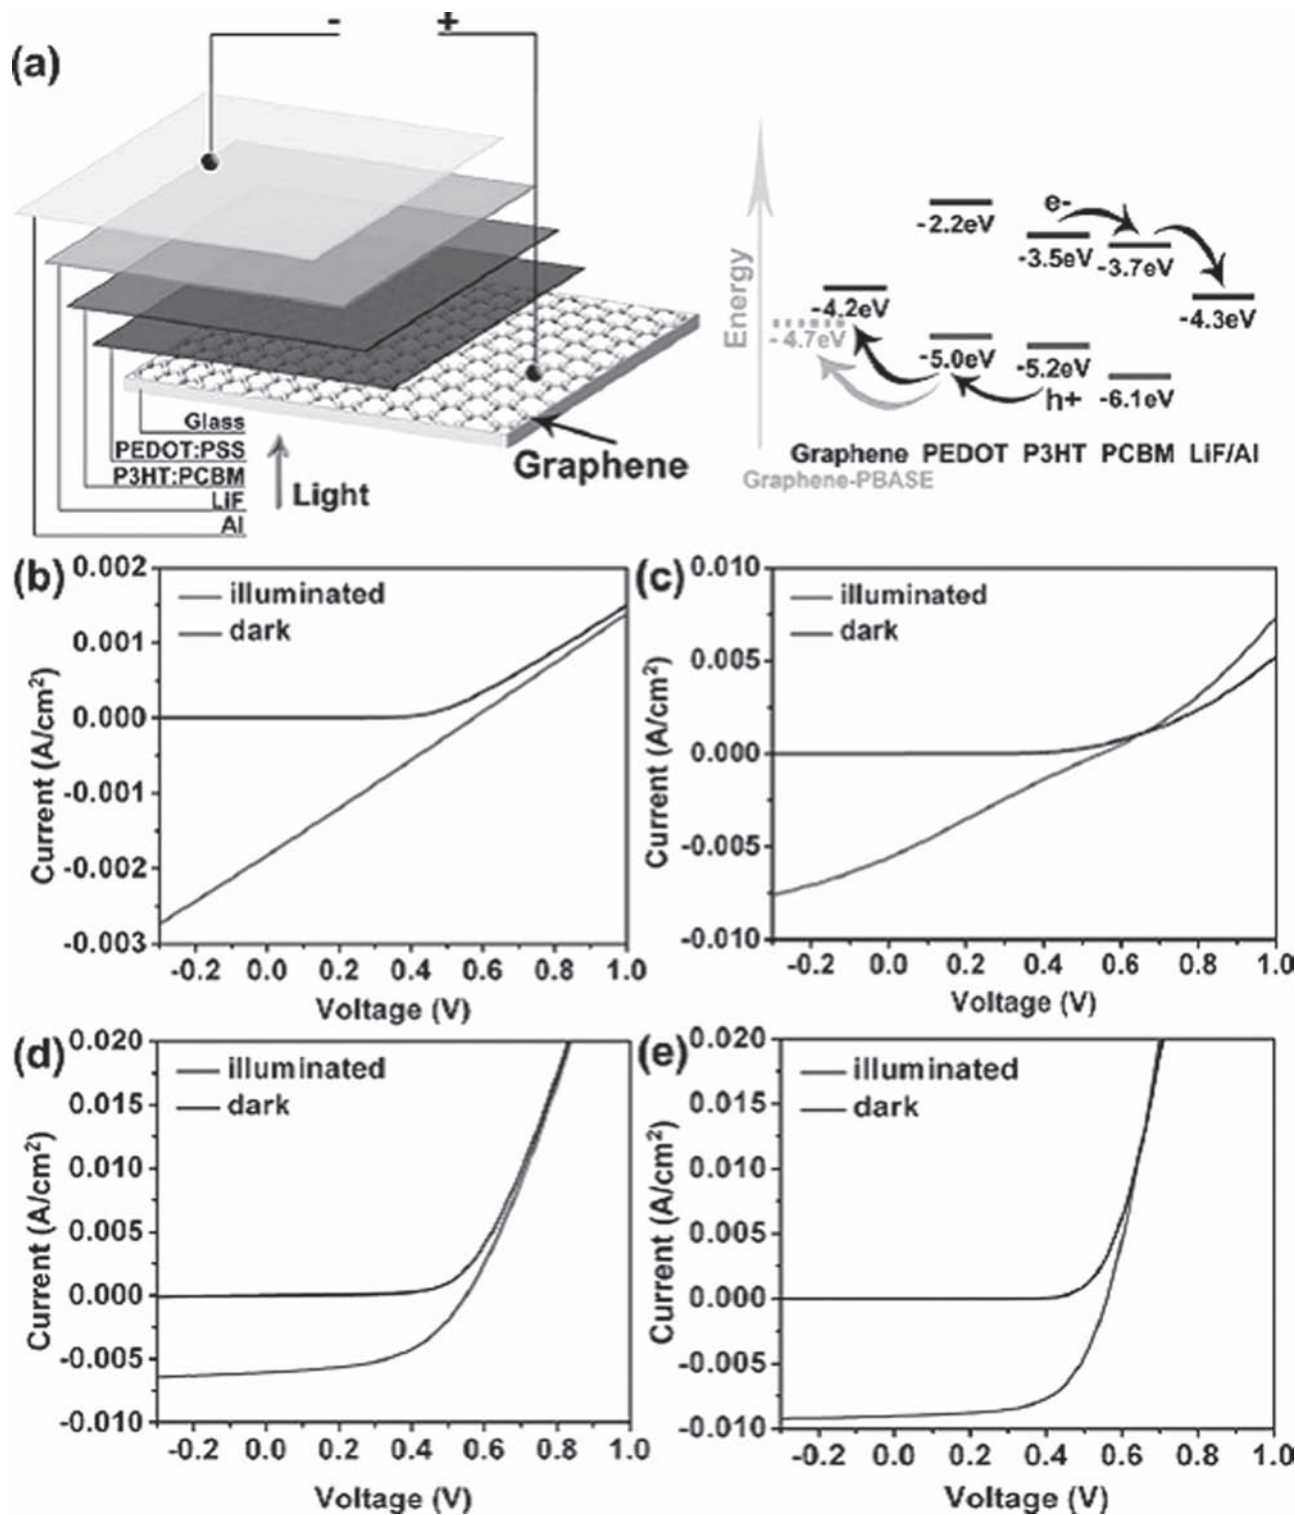 (a)
- +
Glass
PEDOT:PSS
P3HT:PCBM
LiF
Al
Light
Graphene
Energy
-2.2eV
e-
-3.5eV
-3.7eV
-4.2eV
-4.3eV
-4.7eV
-5.0eV
-5.2eV
h+
-6.1eV
Graphene PEDOT P3HT PCBM LiF/Al
Graphene-PBASE
(b)
illuminated
dark
0.002
0.001
0.000
-0.001
-0.002
-0.003
Current (A/cm²)
-0.2 0.0 0.2 0.4 0.6 0.8 1.0
Voltage (V)
(c)
illuminated
dark
0.010
0.005
0.000
-0.005
-0.010
Current (A/cm²)
-0.2 0.0 0.2 0.4 0.6 0.8 1.0
Voltage (V)
(d)
illuminated
dark
0.020
0.015
0.010
0.005
0.000
-0.005
-0.010
Current (A/cm²)
-0.2 0.0 0.2 0.4 0.6 0.8 1.0
Voltage (V)
(e)
illuminated
dark
0.020
0.015
0.010
0.005
0.000
-0.005
-0.010
Current (A/cm²)
-0.2 0.0 0.2 0.4 0.6 0.8 1.0
Voltage (V)